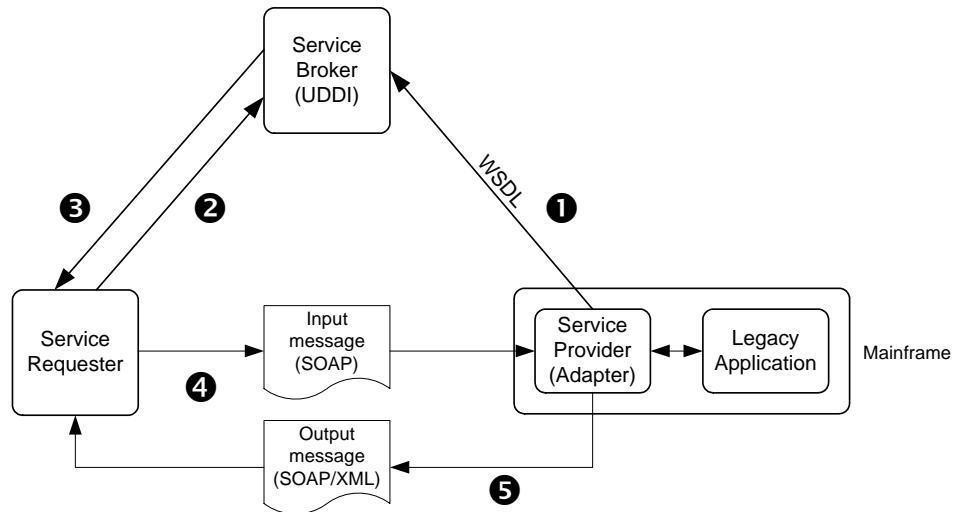 Service
Broker
(UDDI)
WSDL
❸
❷
❶
Service
Requester
Input
message
(SOAP)
Service
Provider
(Adapter)
Legacy
Application
Mainframe
❹
Output
message
(SOAP/XML)
❺